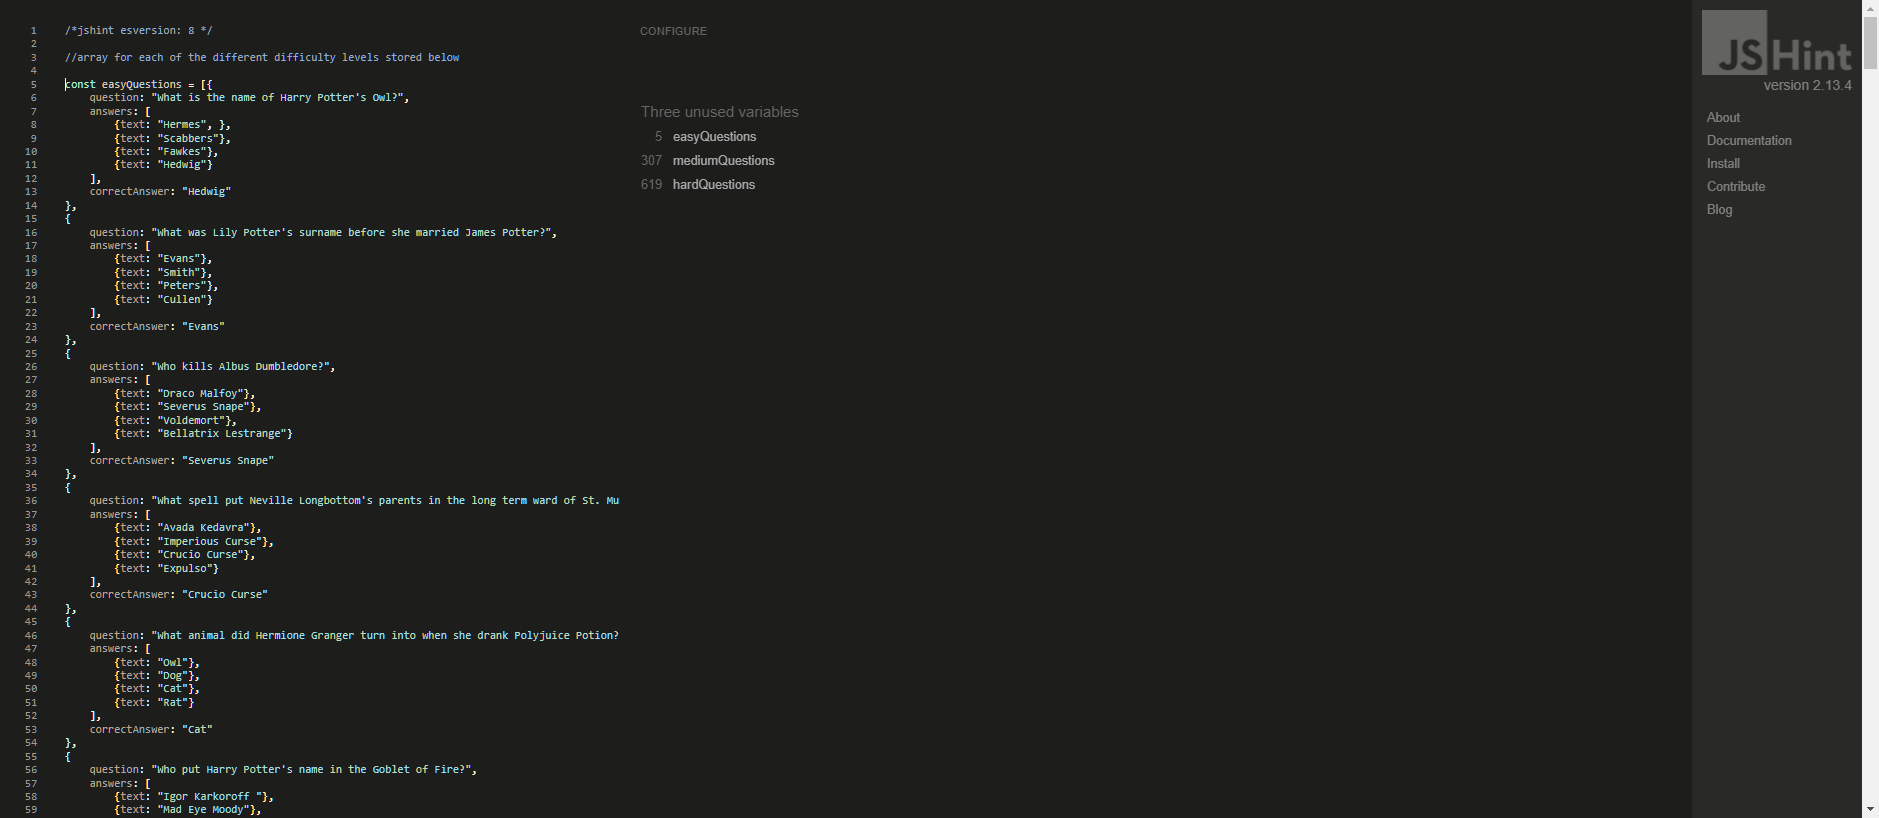 1 /*jshint esversion: 8 */
2
3 //array for each of the different difficulty levels stored below
4
5 const easyQuestions = [{
6 question: "What is the name of Harry Potter's Owl?",
7 answers: [
8 {text: "Hermes", },
9 {text: "Scabbers"},
10 {text: "Fawkes"},
11 {text: "Hedwig"}
12 ],
13 correctAnswer: "Hedwig"
14 },
15 {
16 question: "What was Lily Potter's surname before she married James Potter?",
17 answers: [
18 {text: "Evans"},
19 {text: "Smith"},
20 {text: "Peters"},
21 {text: "Cullen"}
22 ],
23 correctAnswer: "Evans"
24 },
25 {
26 question: "Who kills Albus Dumbledore?",
27 answers: [
28 {text: "Draco Malfoy"},
29 {text: "Severus Snape"},
30 {text: "Voldemort"},
31 {text: "Bellatrix Lestrange"}
32 ],
33 correctAnswer: "Severus Snape"
34 },
35 {
36 question: "What spell put Neville Longbottom's parents in the long term ward of St. Mu
37 answers: [
38 {text: "Avada Kedavra"},
39 {text: "Imperious Curse"},
40 {text: "Crucio Curse"},
41 {text: "Expulso"}
42 ],
43 correctAnswer: "Crucio Curse"
44 },
45 {
46 question: "What animal did Hermione Granger turn into when she drank Polyjuice Potion?
47 answers: [
48 {text: "Owl"},
49 {text: "Dog"},
50 {text: "Cat"},
51 {text: "Rat"}
52 ],
53 correctAnswer: "Cat"
54 },
55 {
56 question: "Who put Harry Potter's name in the Goblet of Fire?",
57 answers: [
58 {text: "Igor Karkoroff "},
59 {text: "Mad Eye Moody"},
CONFIGURE
Three unused variables
5 easyQuestions
307 mediumQuestions
619 hardQuestions
JSHint
version 2.13.4
About
Documentation
Install
Contribute
Blog